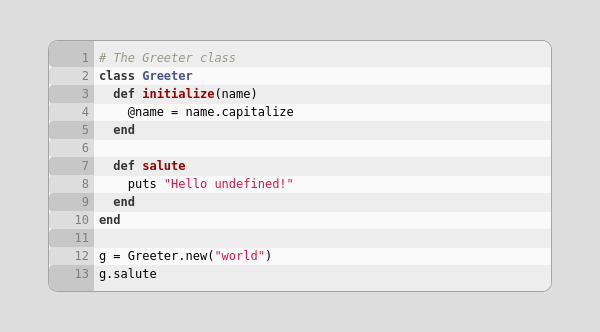 1 # The Greeter class
2 class Greeter
3   def initialize(name)
4     @name = name.capitalize
5   end
6
7   def salute
8     puts "Hello undefined!"
9   end
10 end
11
12 g = Greeter.new("world")
13 g.salute